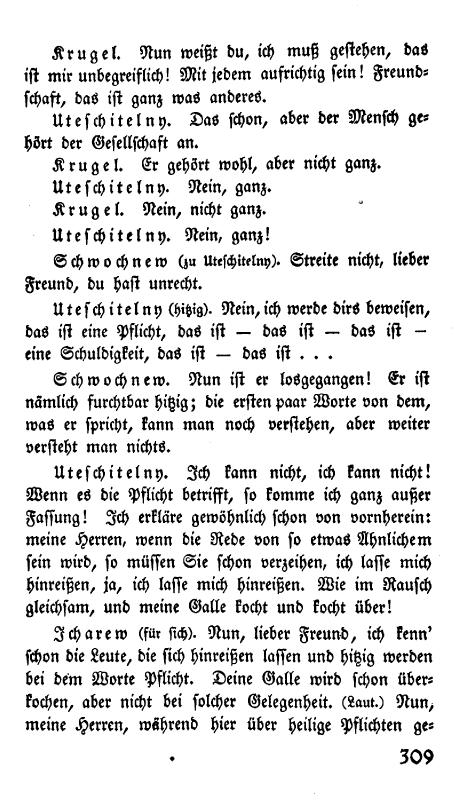 Krugel. Nun weißt du, ich muß gestehen, das
ist mir unbegreiflich! Mit jedem aufrichtig sein! Freund=
schaft, das ist ganz was anderes.
Uteschitelny. Das schon, aber der Mensch ge=
hört der Gesellschaft an.
Krugel. Er gehört wohl, aber nicht ganz.
Uteschitelny. Nein, ganz.
Krugel. Nein, nicht ganz.
Uteschitelny. Nein, ganz!
Schwochnew (zu Uteschitelny). Streite nicht, lieber
Freund, du hast unrecht.
Uteschitelny (hitzig). Nein, ich werde dirs beweisen,
das ist eine Pflicht, das ist — das ist — das ist —
eine Schuldigkeit, das ist — das ist . . .
Schwochnew. Nun ist er losgegangen! Er ist
nämlich furchtbar hitzig; die ersten paar Worte von dem,
was er spricht, kann man noch verstehen, aber weiter
versteht man nichts.
Uteschitelny. Ich kann nicht, ich kann nicht!
Wenn es die Pflicht betrifft, so komme ich ganz außer
Fassung! Ich erkläre gewöhnlich schon von vornherein:
meine Herren, wenn die Rede von so etwas Ähnlichem
sein wird, so müssen Sie schon verzeihen, ich lasse mich
hinreißen, ja, ich lasse mich hinreißen. Wie im Rausch
gleichsam, und meine Galle kocht und kocht über!
Icharew (für sich). Nun, lieber Freund, ich kenn'
schon die Leute, die sich hinreißen lassen und hitzig werden
bei dem Worte Pflicht. Deine Galle wird schon über=
kochen, aber nicht bei solcher Gelegenheit. (Laut.) Nun,
meine Herren, während hier über heilige Pflichten ge=
309